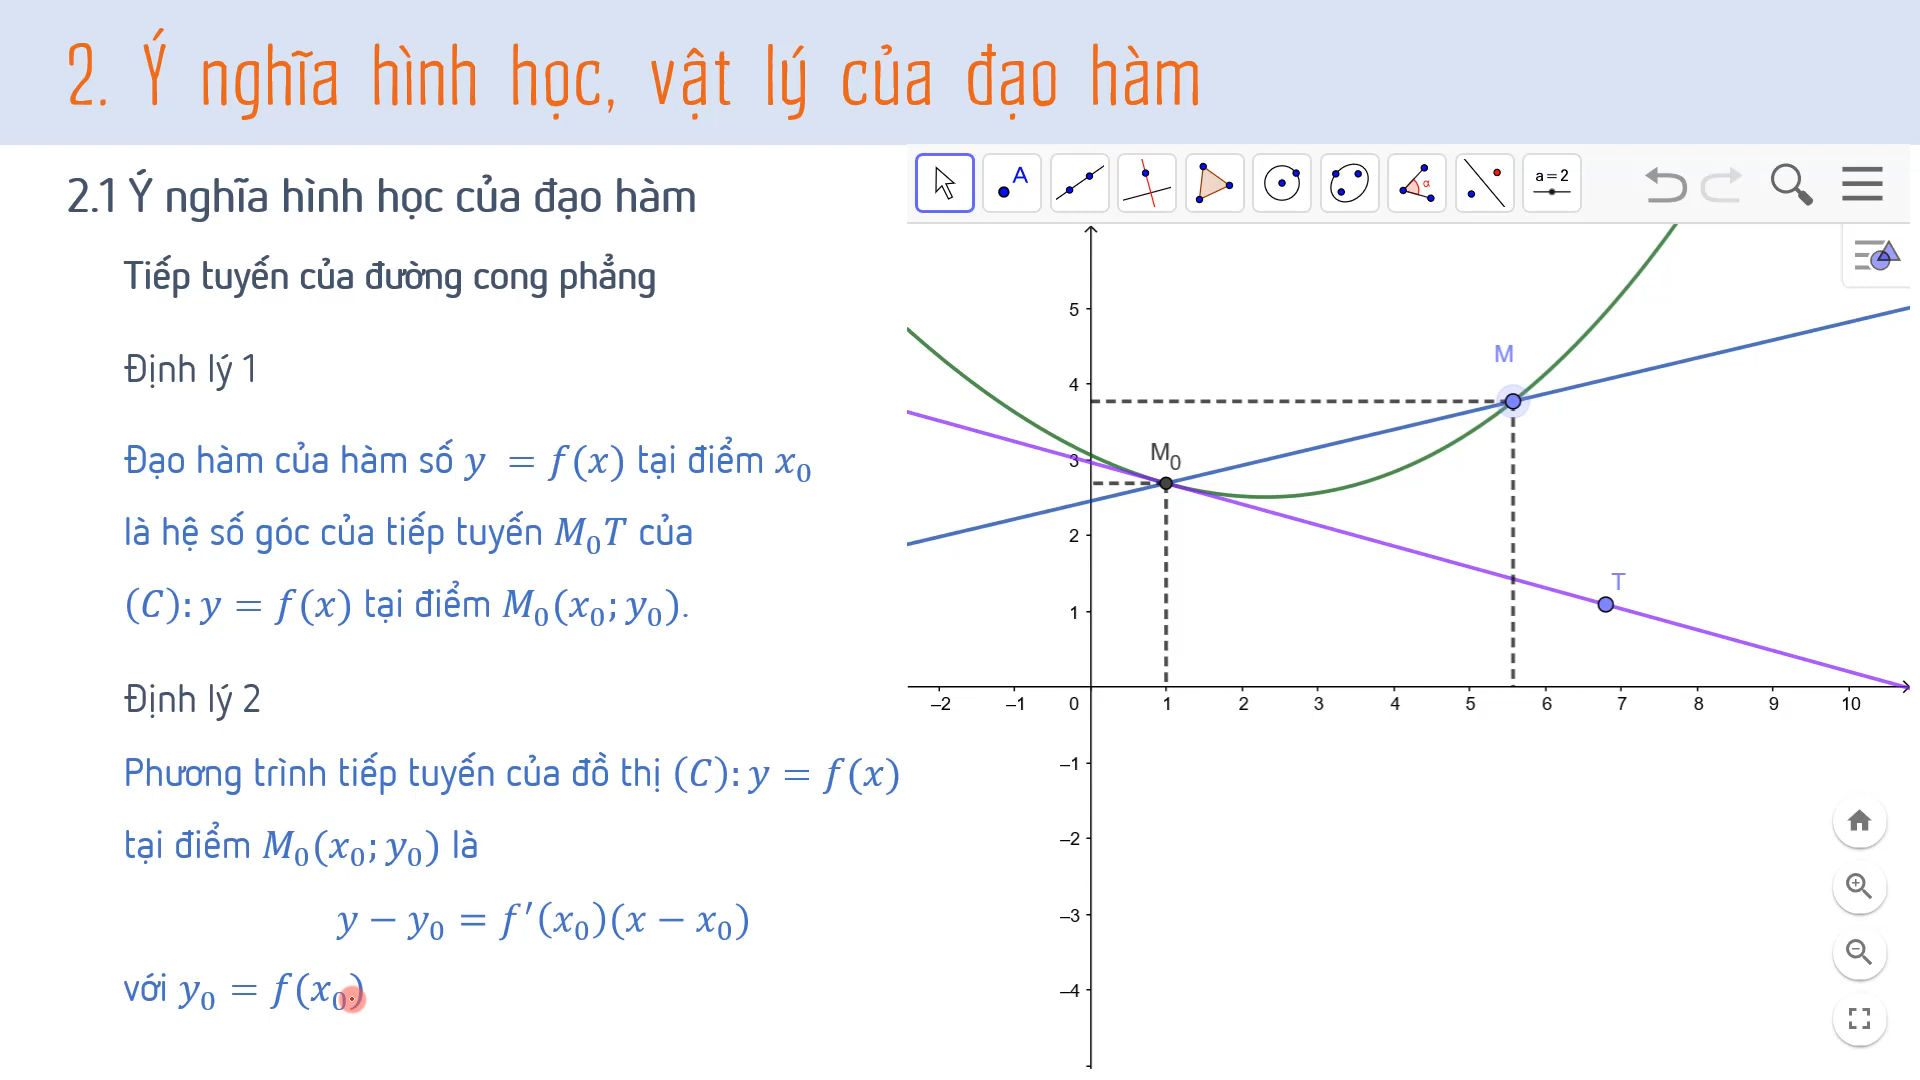 2. Ý nghĩa hình học, vật lý của đạo hàm
2.1 Ý nghĩa hình học của đạo hàm
Tiếp tuyến của đường cong phẳng
Định lý 1
Đạo hàm của hàm số y = f(x) tại điểm x₀
là hệ số góc của tiếp tuyến M₀T của
(C): y = f(x) tại điểm M₀(x₀; y₀).
Định lý 2
Phương trình tiếp tuyến của đồ thị (C): y = f(x)
tại điểm M₀(x₀; y₀) là
y − y₀ = f′(x₀)(x − x₀)
với y₀ = f(x₀)
A
α
a = 2
5
4
3
2
1
–1
–2
–3
–4
–2 –1 0 1 2 3 4 5 6 7 8 9 10
M
M₀
T